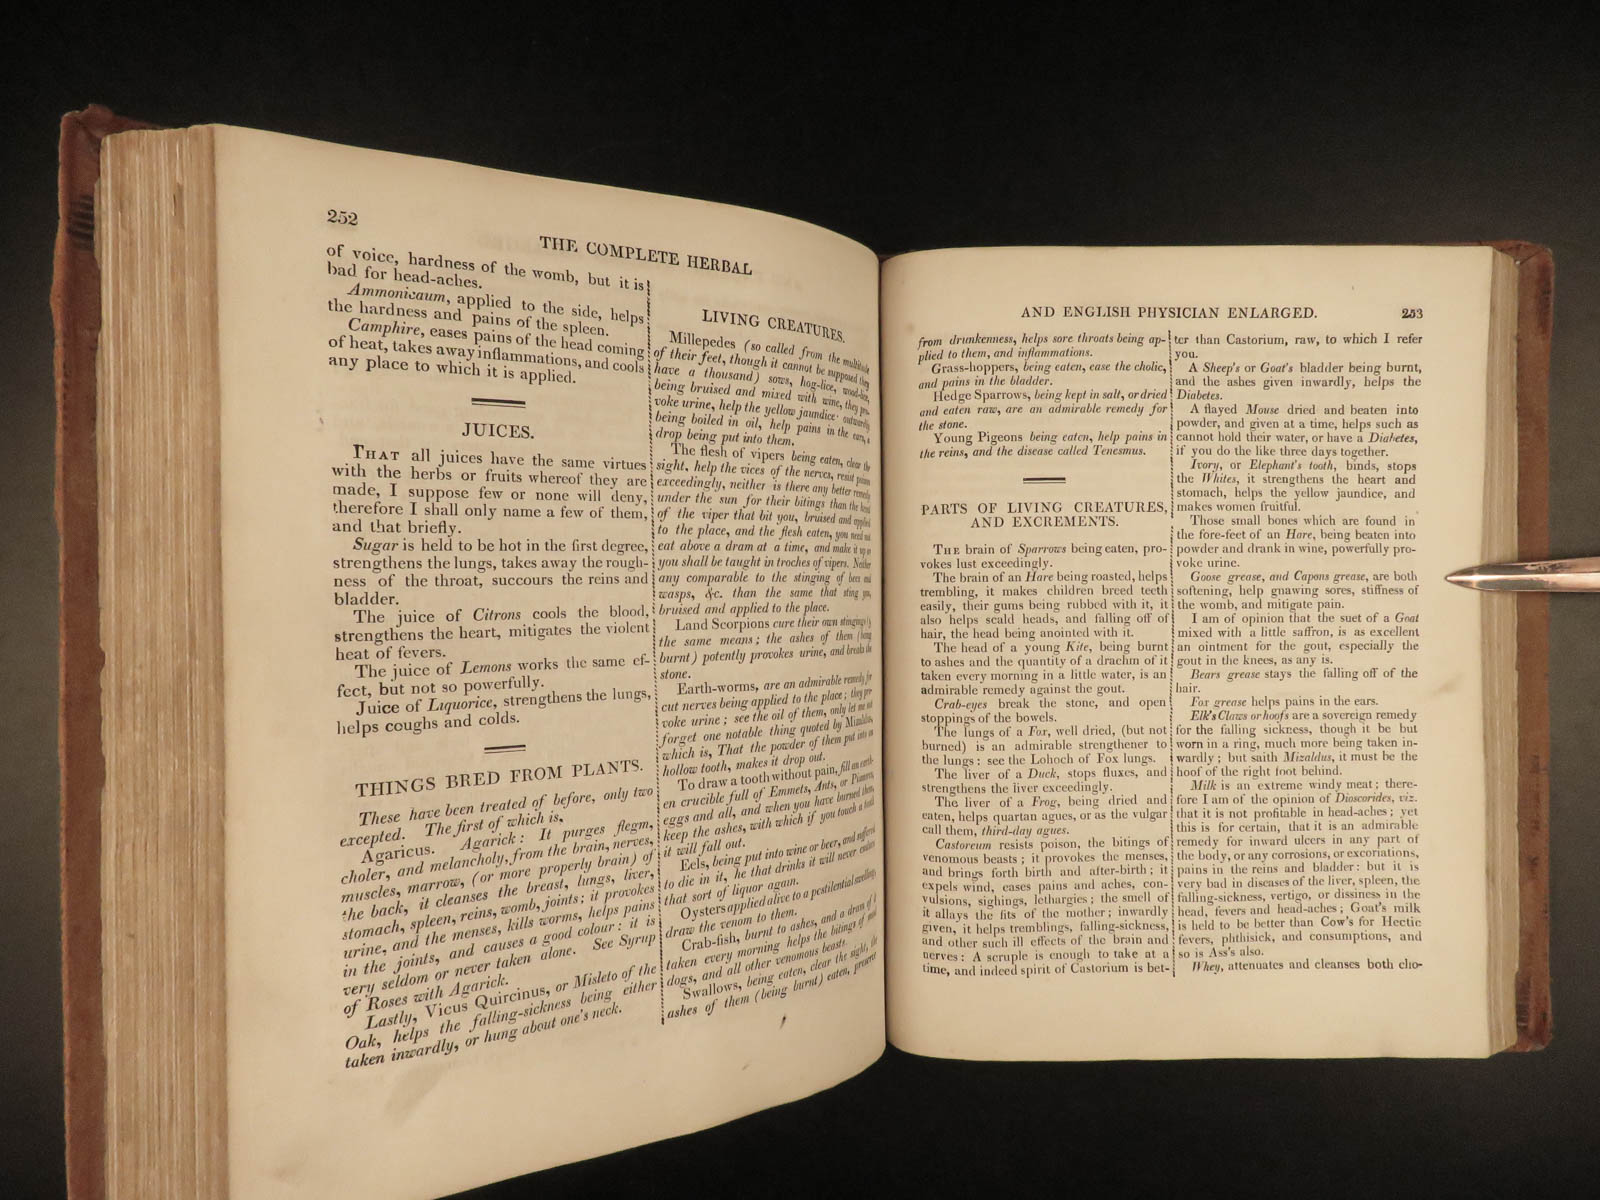 252
THE COMPLETE HERBAL
of voice, hardness of the womb, but it is
bad for head-aches.
Ammonicaum, applied to the side, helps
the hardness and pains of the spleen.
Camphire, eases pains of the head coming
of heat, takes away inflammations, and cools
any place to which it is applied.
JUICES.
THAT all juices have the same virtues
with the herbs or fruits whereof they are
made, I suppose few or none will deny,
therefore I shall only name a few of them,
and that briefly.
Sugar is held to be hot in the first degree,
strengthens the lungs, takes away the rough-
ness of the throat, succours the reins and
bladder.
The juice of Citrons cools the blood,
strengthens the heart, mitigates the violent
heat of fevers.
The juice of Lemons works the same ef-
fect, but not so powerfully.
Juice of Liquorice, strengthens the lungs,
helps coughs and colds.
THINGS BRED FROM PLANTS.
These have been treated of before, only two
excepted. The first of which is,
Agaricus. Agarick: It purges flegm,
choler, and melancholy, from the brain, nerves,
muscles, marrow, (or more properly brain) of
the back, it cleanses the breast, lungs, liver,
stomach, spleen, reins, womb, joints; it provokes
urine, and the menses, kills worms, helps pains
in the joints, and causes a good colour: it is
very seldom or never taken alone. See Syrup
of Roses with Agarick.
Lastly, Vicus Quircinus, or Misleto of the
Oak, helps the falling-sickness being either
taken inwardly, or hung about one's neck.
LIVING CREATURES.
Millepedes (so called from the multitude
of their feet, though it cannot be supposed they
have a thousand) sows, hog-lice, wood-lice,
being bruised and mixed with wine, they pro-
voke urine, help the yellow jaundice; outwardly
being boiled in oil, help pains in the ears, a
drop being put into them.
The flesh of vipers being eaten, clear the
sight, help the vices of the nerves, resist poison
exceedingly, neither is there any better remedy
under the sun for their bitings than the head
of the viper that bit you, bruised and applied
to the place, and the flesh eaten, you need not
eat above a dram at a time, and make it up as
you shall be taught in troches of vipers. Neither
any comparable to the stinging of bees and
wasps, &c. than the same that sting you,
bruised and applied to the place.
Land Scorpions cure their own stingings by
the same means; the ashes of them (being
burnt) potently provokes urine, and breaks the
stone.
Earth-worms, are an admirable remedy for
cut nerves being applied to the place; they pro-
voke urine; see the oil of them, only let me not
forget one notable thing quoted by Mizaldus,
which is, That the powder of them put into an
hollow tooth, makes it drop out.
To draw a tooth without pain, fill an earth-
en crucible full of Emmets, Ants, or Pismires,
eggs and all, and when you have burned them,
keep the ashes, with which if you touch a tooth
it will fall out.
Eels, being put into wine or beer, and suffered
to die in it, he that drinks it will never endure
that sort of liquor again.
Oysters applied alive to a pestilential swelling,
draw the venom to them.
Crab-fish, burnt to ashes, and a dram of it
taken every morning helps the bitings of mad
dogs, and all other venomous beasts.
Swallows, being eaten, clear the sight, the
ashes of them (being burnt) eaten, preserve
AND ENGLISH PHYSICIAN ENLARGED.
253
from drunkenness, helps sore throats being ap-
plied to them, and inflammations.
Grass-hoppers, being eaten, ease the cholic,
and pains in the bladder.
Hedge Sparrows, being kept in salt, or dried
and eaten raw, are an admirable remedy for
the stone.
Young Pigeons being eaten, help pains in
the reins, and the disease called Tenesmus.
PARTS OF LIVING CREATURES,
AND EXCREMENTS.
THE brain of Sparrows being eaten, pro-
vokes lust exceedingly.
The brain of an Hare being roasted, helps
trembling, it makes children breed teeth
easily, their gums being rubbed with it, it
also helps scald heads, and falling off of
hair, the head being anointed with it.
The head of a young Kite, being burnt
to ashes and the quantity of a drachm of it
taken every morning in a little water, is an
admirable remedy against the gout.
Crab-eyes break the stone, and open
stoppings of the bowels.
The lungs of a Fox, well dried, (but not
burned) is an admirable strengthener to
the lungs: see the Lohoch of Fox lungs.
The liver of a Duck, stops fluxes, and
strengthens the liver exceedingly.
The liver of a Frog, being dried and
eaten, helps quartan agues, or as the vulgar
call them, third-day agues.
Castoreum resists poison, the bitings of
venomous beasts; it provokes the menses,
and brings forth birth and after-birth; it
expels wind, eases pains and aches, con-
vulsions, sighings, lethargies; the smell of
it allays the fits of the mother; inwardly
given, it helps tremblings, falling-sickness,
and other such ill effects of the brain and
nerves: A scruple is enough to take at a
time, and indeed spirit of Castorium is bet-
ter than Castorium, raw, to which I refer
you.
A Sheep's or Goat's bladder being burnt,
and the ashes given inwardly, helps the
Diabetes.
A flayed Mouse dried and beaten into
powder, and given at a time, helps such as
cannot hold their water, or have a Diabetes,
if you do the like three days together.
Ivory, or Elephant's tooth, binds, stops
the Whites, it strengthens the heart and
stomach, helps the yellow jaundice, and
makes women fruitful.
Those small bones which are found in
the fore-feet of an Hare, being beaten into
powder and drank in wine, powerfully pro-
voke urine.
Goose grease, and Capons grease, are both
softening, help gnawing sores, stiffness of
the womb, and mitigate pain.
I am of opinion that the suet of a Goat
mixed with a little saffron, is as excellent
an ointment for the gout, especially the
gout in the knees, as any is.
Bears grease stays the falling off of the
hair.
Fox grease helps pains in the ears.
Elk's Claws or hoofs are a sovereign remedy
for the falling sickness, though it be but
worn in a ring, much more being taken in-
wardly; but saith Mizaldus, it must be the
hoof of the right foot behind.
Milk is an extreme windy meat; there-
fore I am of the opinion of Dioscorides, viz.
that it is not profitable in head-aches; yet
this is for certain, that it is an admirable
remedy for inward ulcers in any part of
the body, or any corrosions, or excoriations,
pains in the reins and bladder: but it is
very bad in diseases of the liver, spleen, the
falling-sickness, vertigo, or dissiness in the
head, fevers and head-aches; Goat's milk
is held to be better than Cow's for Hectic
fevers, phthisick, and consumptions, and
so is Ass's also.
Whey, attenuates and cleanses both cho-